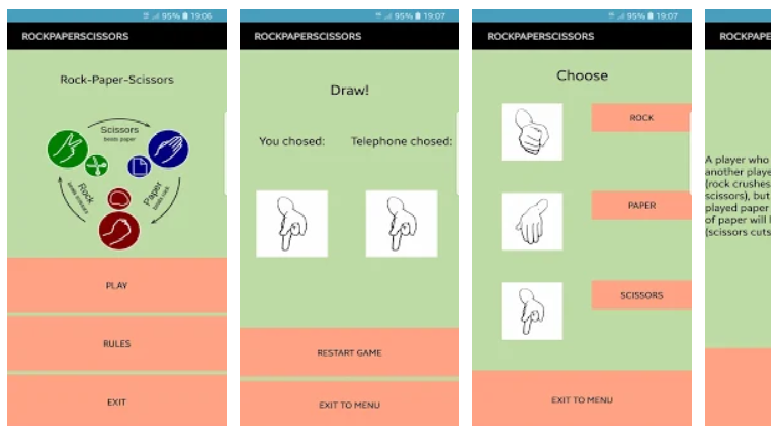 95% 19:06
ROCKPAPERSCISSORS
Rock-Paper-Scissors
Scissors
beats paper
Rock
beats scissors
Paper
beats rock
PLAY
RULES
EXIT
95% 19:07
ROCKPAPERSCISSORS
Draw!
You chosed:
Telephone chosed:
RESTART GAME
EXIT TO MENU
95% 19:07
ROCKPAPERSCISSORS
Choose
ROCK
PAPER
SCISSORS
EXIT TO MENU
ROCKPAPE
A player who
another playe
(rock crushes
scissors), but
played paper
of paper will
(scissors cuts